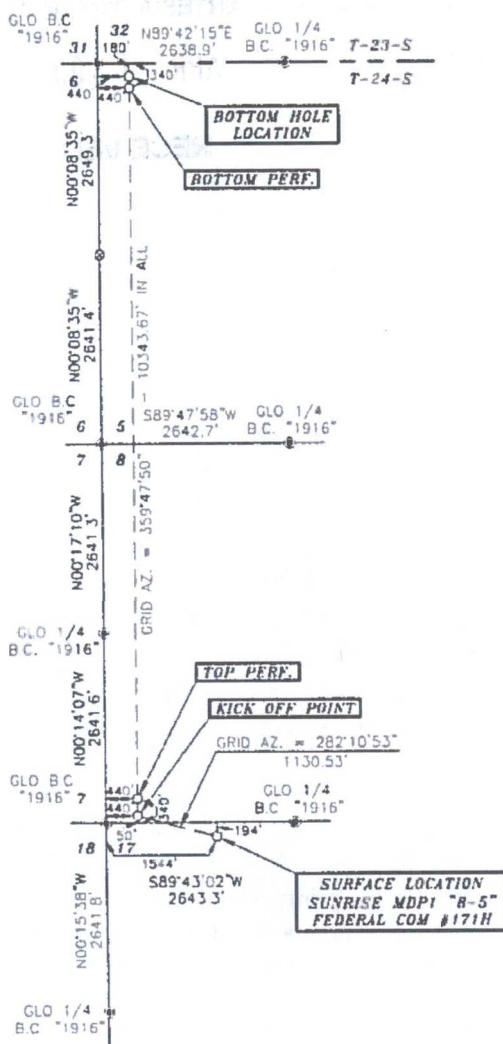 GLO B.C
"1916"
32
31
180'
N89°42'15"E
2638.9'
GLO 1/4
B.C. "1916"
T-23-S
T-24-S
6
340'
440
440'
BOTTOM HOLE
LOCATION
BOTTOM PERF.
N00°08'35"W
2649.3'
N00°08'35"W
2641.4'
GRID AZ. = 359°47'50" - 10343.67' IN ALL
GLO B.C
"1916"
6 5
7 8
S89°47'58"W
2642.7'
GLO 1/4
B.C. "1916"
N00°17'10"W
2641.3'
GLO 1/4
B.C. "1916"
N00°14'07"W
2641.6'
TOP PERF.
KICK OFF POINT
GRID AZ. = 282°10'53"
1130.53'
GLO B.C
"1916"
7
440'
440'
340'
50'
GLO 1/4
B.C "1916"
194'
18 17
1544'
S89°43'02"W
2643.3'
SURFACE LOCATION
SUNRISE MDP1 "8-5"
FEDERAL COM #171H
N00°15'38"W
2641.8'
GLO 1/4
B.C "1916"